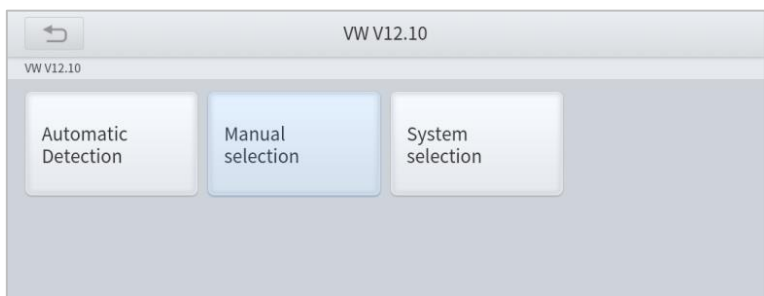 VW V12.10
VW V12.10
Automatic
Detection
Manual
selection
System
selection